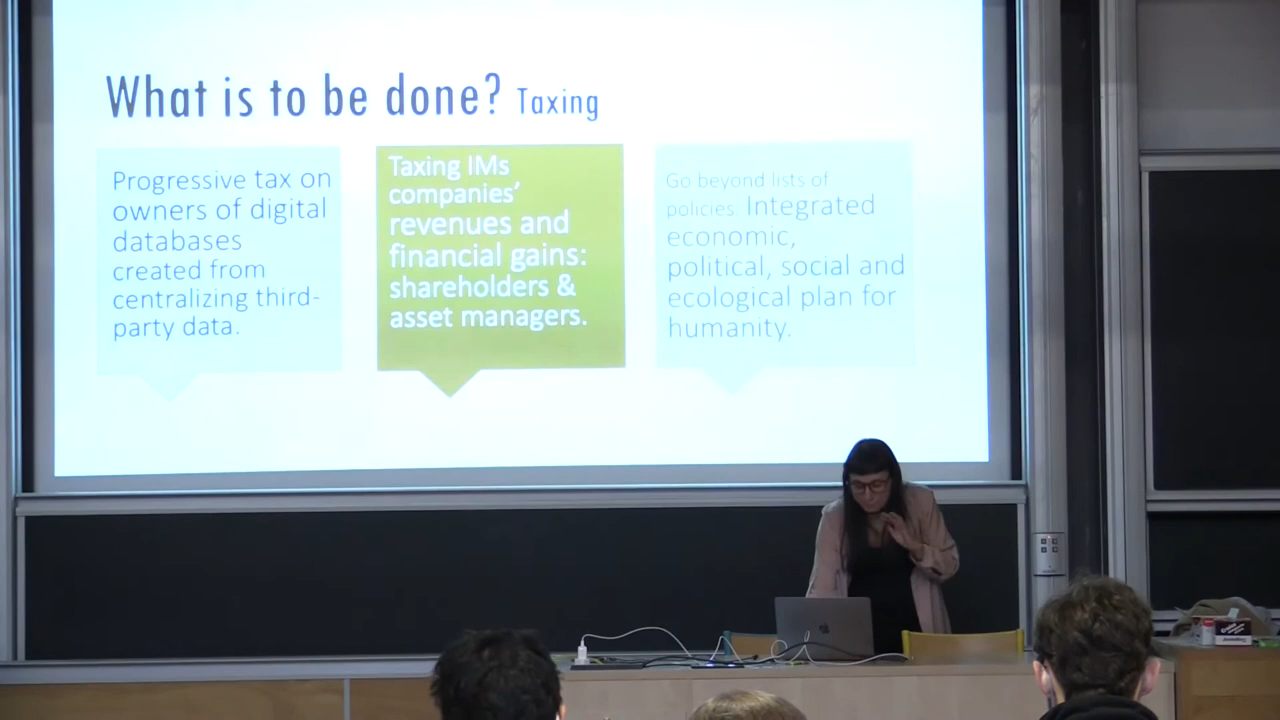 What is to be done? Taxing
Progressive tax on
owners of digital
databases
created from
centralizing third-
party data.
Taxing IMs
companies'
revenues and
financial gains:
shareholders &
asset managers.
Go beyond lists of
policies. Integrated
economic,
political, social and
ecological plan for
humanity.